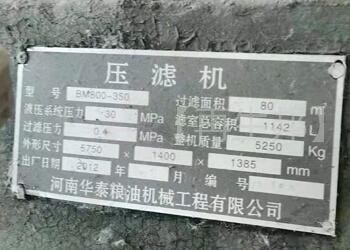 压滤机
型号 BM800-350 过滤面积 80 m²
液压系统压力 30 MPa 滤室总容积 1142 L
过滤压力 0.4 MPa 整机质量 5250 Kg
外形尺寸 5750 × 1400 × 1385 mm
出厂日期 2012 年 月 编号
河南华泰粮油机械工程有限公司